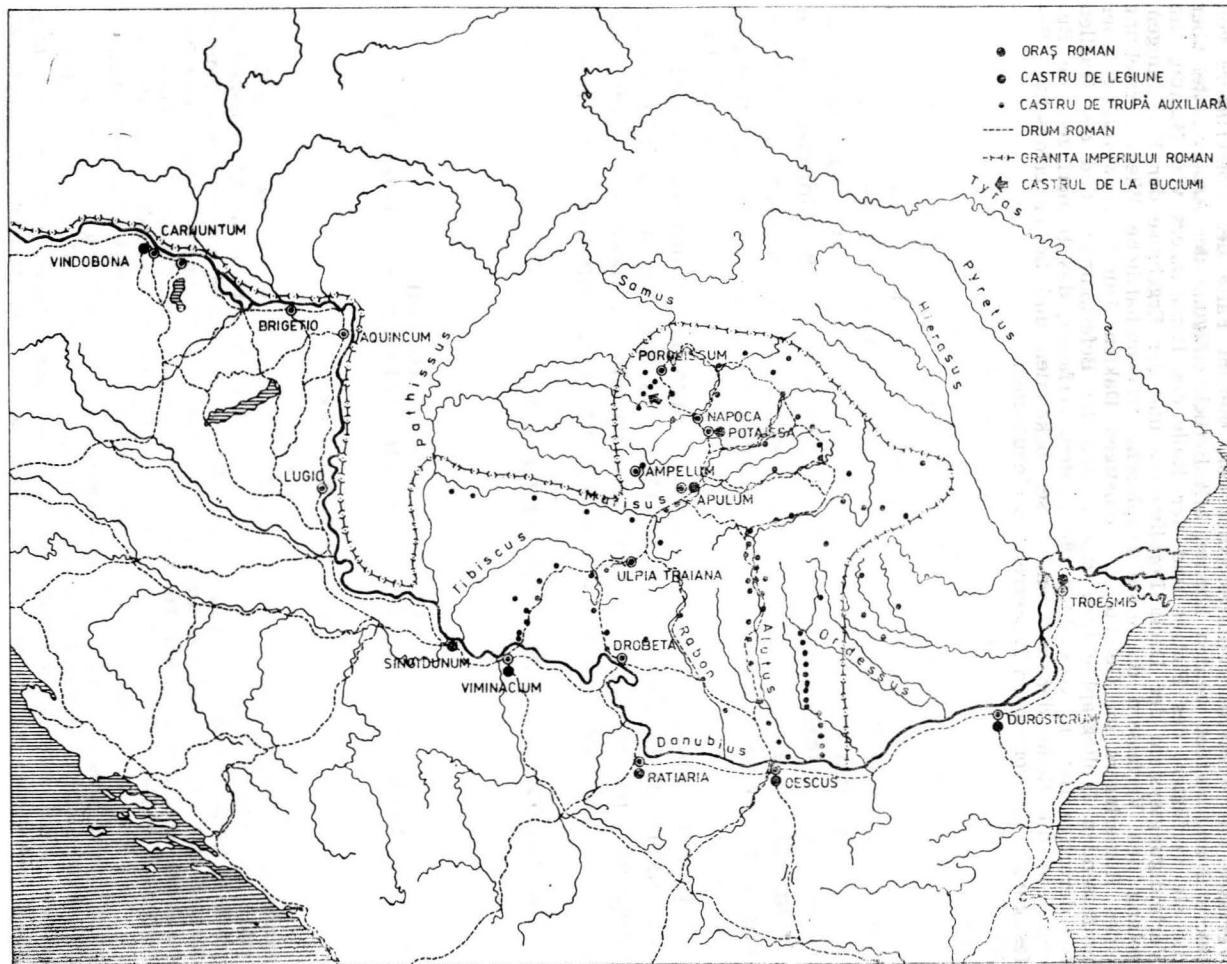 ORAŞ ROMAN
CASTRU DE LEGIUNE
CASTRU DE TRUPĂ AUXILIARĂ
DRUM ROMAN
GRANIŢA IMPERIULUI ROMAN
CASTRUL DE LA BUCIUMI
Tyras
CARNUNTUM
VINDOBONA
BRIGETIO
AQUINCUM
Pathissus
Samus
Pyretus
Hierasus
POROLISSUM
NAPOCA
POTAISSA
LUGIO
AMPELUM
Marisus
APULUM
Tibiscus
ULPIA TRAIANA
TROESMIS
SINGIDUNUM
VIMINACIUM
DROBETA
Rabon
Alutus
Ordessus
DUROSTORUM
Danubius
RATIARIA
OESCUS